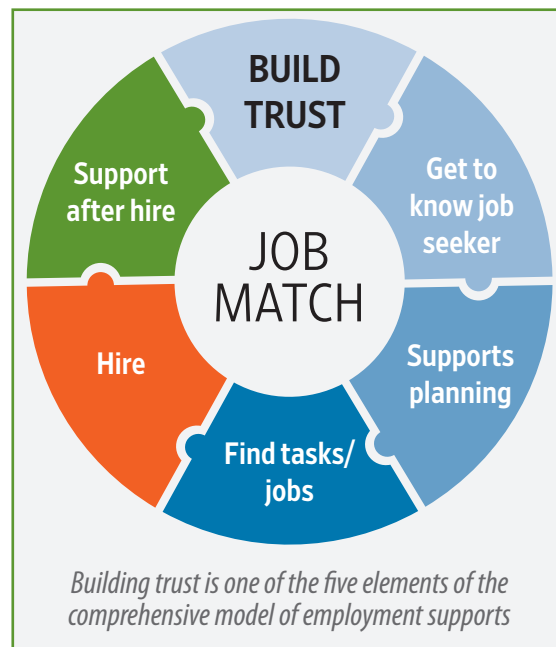 BUILD
TRUST
Get to
know job
seeker
Supports
planning
Find tasks/
jobs
Hire
Support
after hire
JOB
MATCH
Building trust is one of the five elements of the
comprehensive model of employment supports